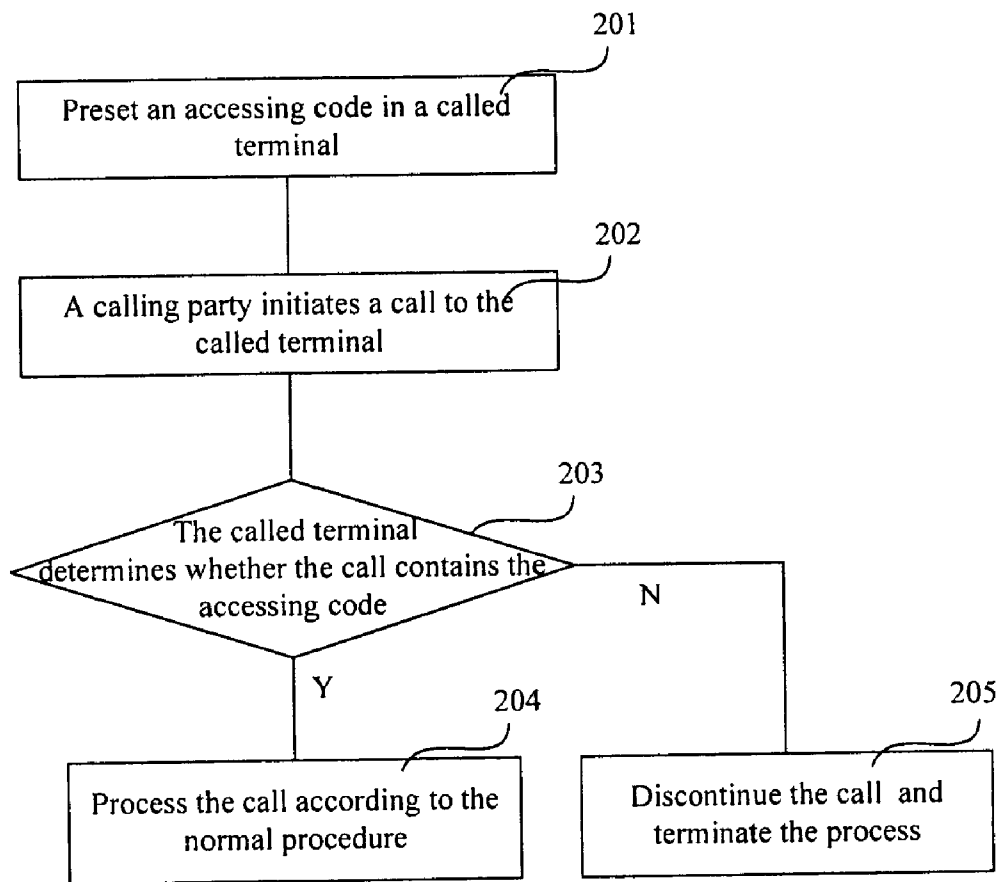 201
Preset an accessing code in a called
terminal
202
A calling party initiates a call to the
called terminal
203
The called terminal
determines whether the call contains the
accessing code
N
Y
204
205
Process the call according to the
normal procedure
Discontinue the call and
terminate the process